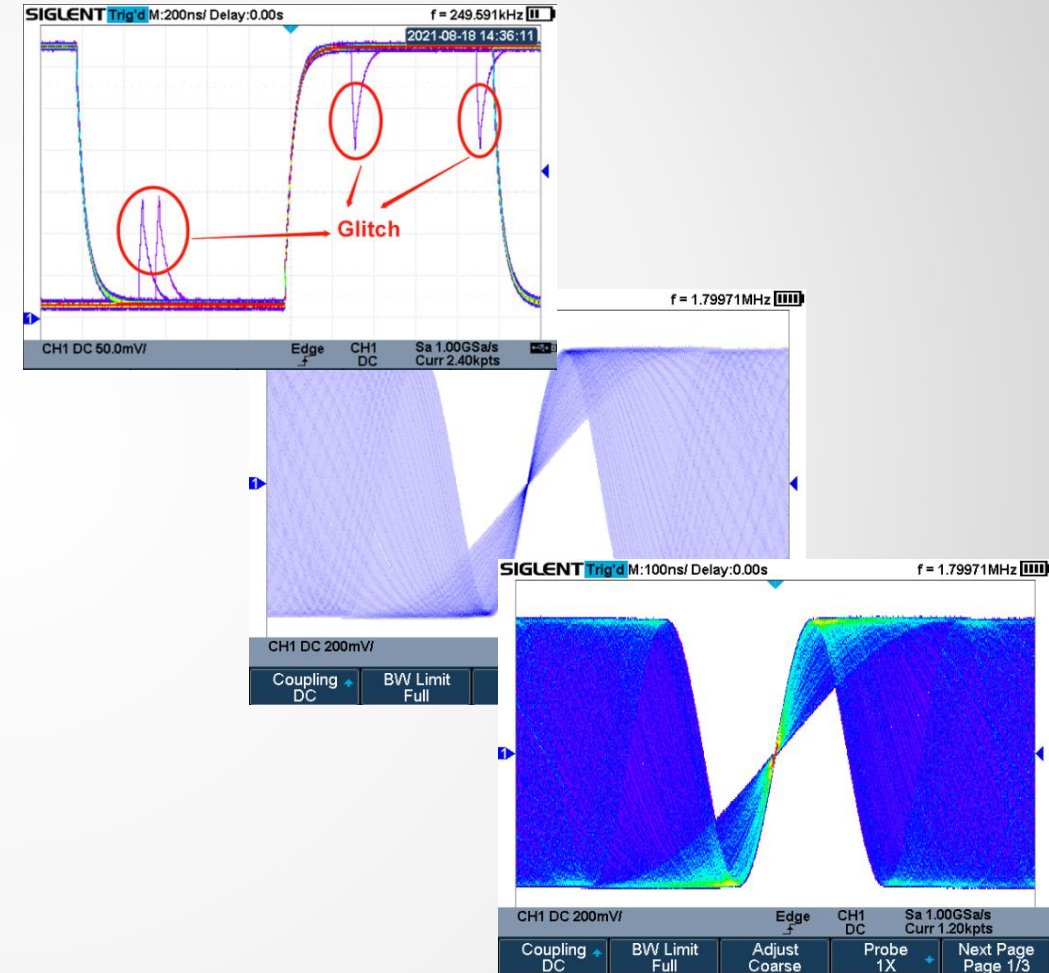 SIGLENT Trig'd M:200ns/ Delay:0.00s f = 249.591kHz
2021-08-18 14:36:11
Glitch
1
CH1 DC 50.0mV/ Edge CH1 Sa 1.00GSa/s
DC Curr 2.40kpts
f = 1.79971MHz
1
CH1 DC 200mV/
Coupling BW Limit
DC Full
SIGLENT Trig'd M:100ns/ Delay:0.00s f = 1.79971MHz
1
CH1 DC 200mV/ Edge CH1 Sa 1.00GSa/s
DC Curr 1.20kpts
Coupling BW Limit Adjust Probe Next Page
DC Full Coarse 1X Page 1/3